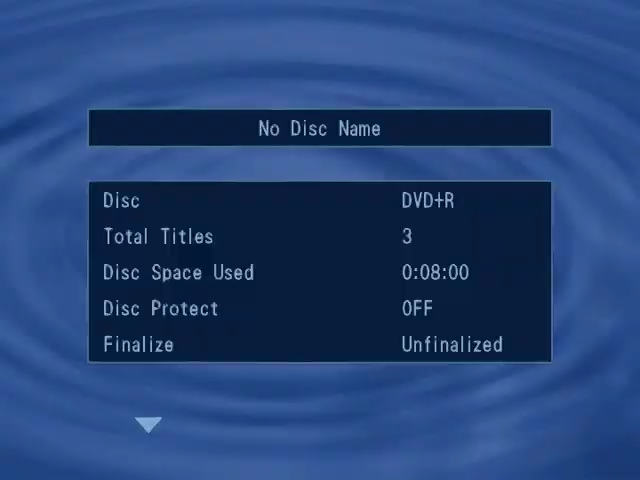 No Disc Name
Disc DVD+R
Total Titles 3
Disc Space Used 0:08:00
Disc Protect OFF
Finalize Unfinalized